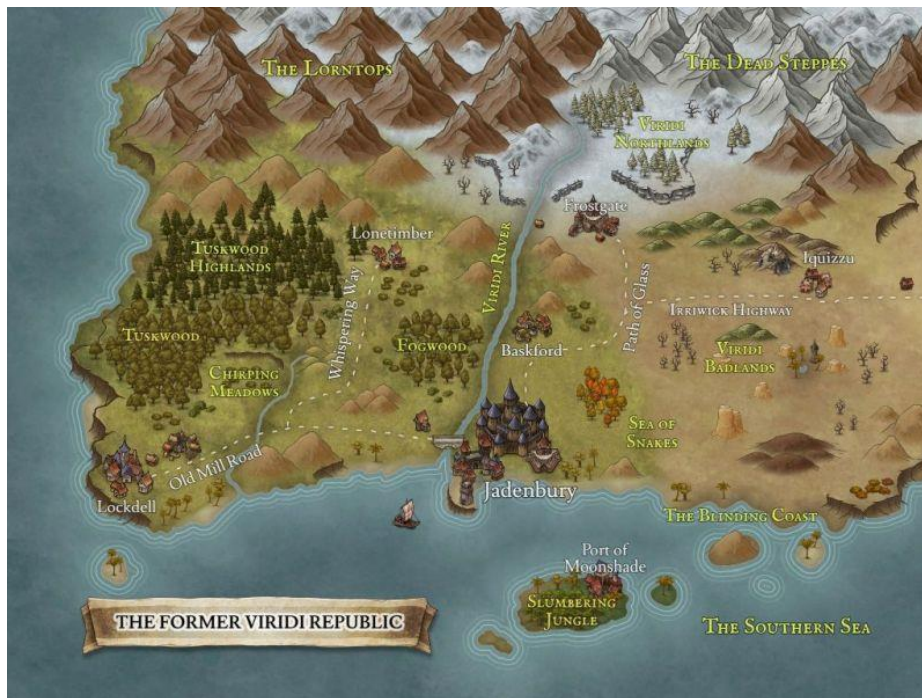 THE LORNTOPS
THE DEAD STEPPES
VIRIDI
NORTHLANDS
Frostgate
Lonetimber
TUSKWOOD
HIGHLANDS
VIRIDI RIVER
Iquizzu
Whispering Way
Path of Glass
IRRIWICK HIGHWAY
TUSKWOOD
FOGWOOD
Baskford
VIRIDI
BADLANDS
CHIRPING
MEADOWS
SEA OF
SNAKES
Old Mill Road
Lockdell
Jadenbury
THE BLINDING COAST
Port of
Moonshade
SLUMBERING
JUNGLE
THE FORMER VIRIDI REPUBLIC
THE SOUTHERN SEA